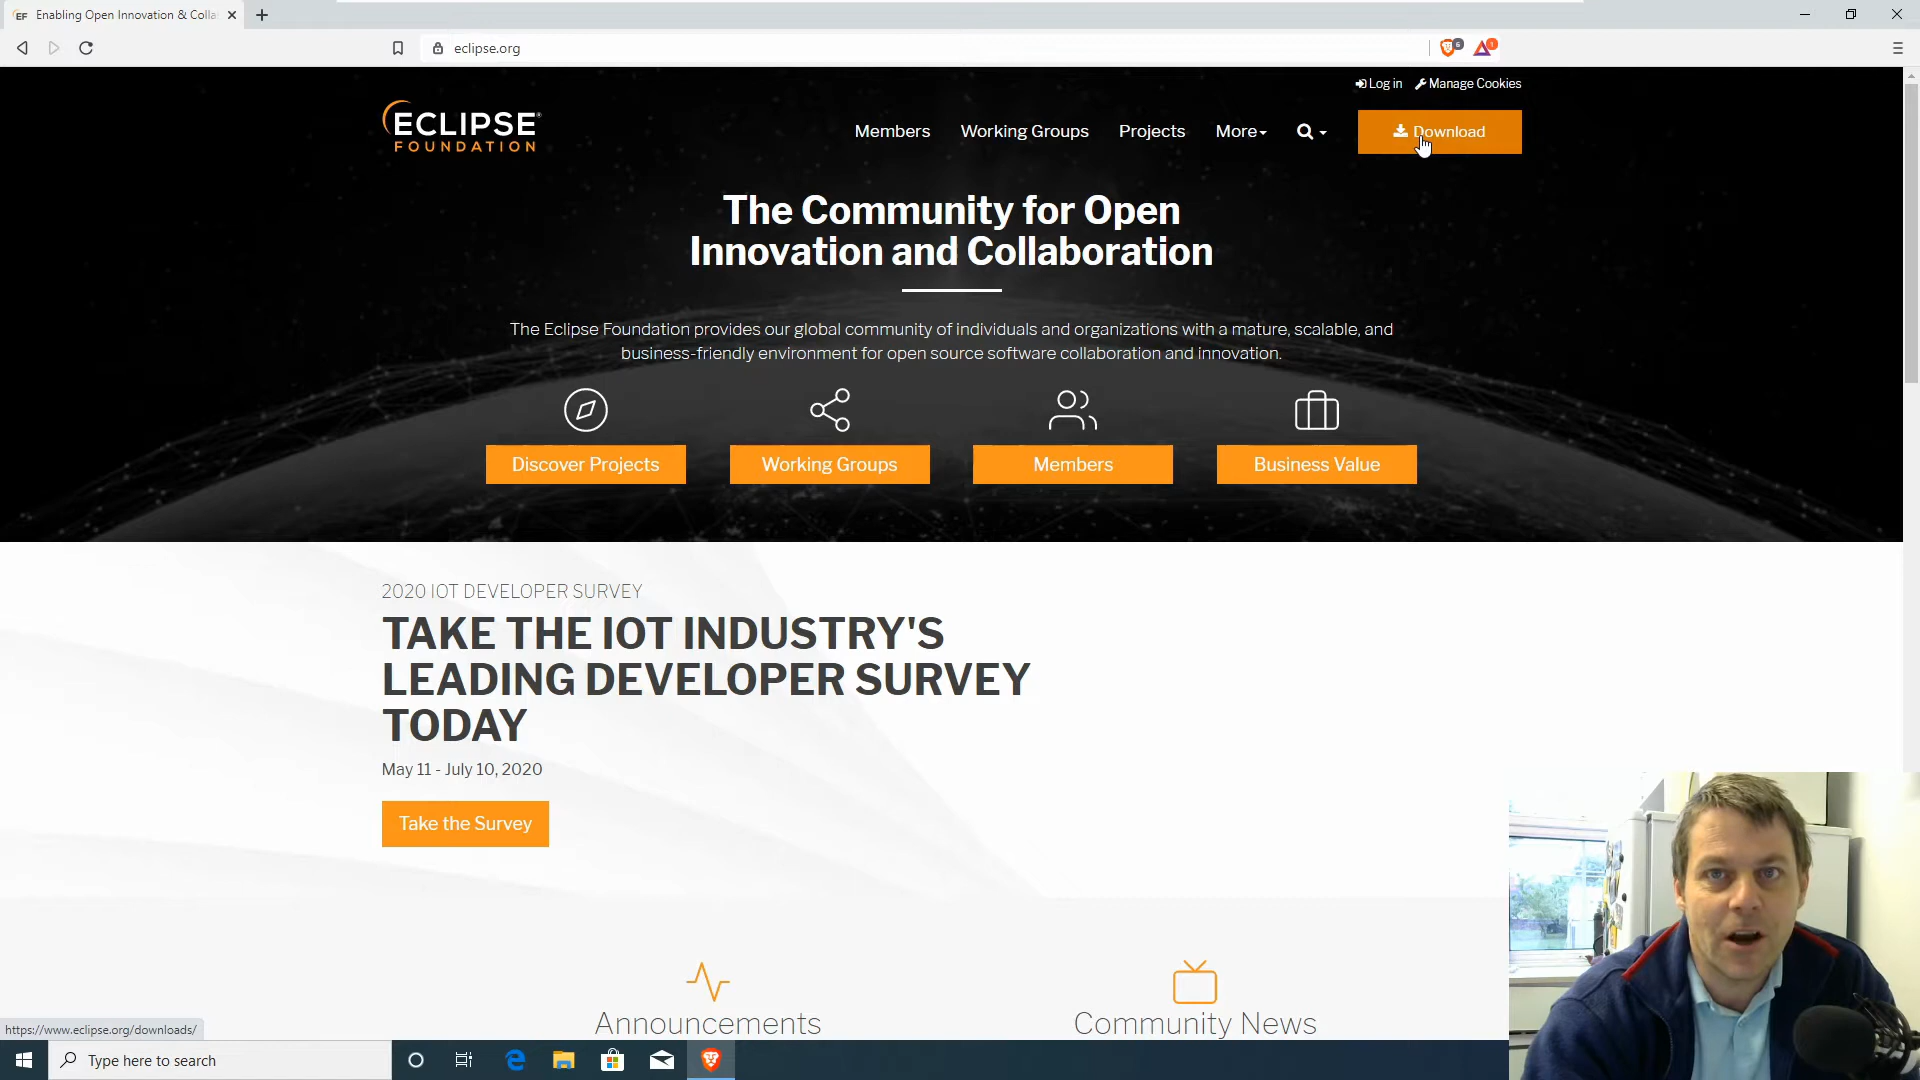 EF Enabling Open Innovation & Colla
eclipse.org
6
1
Log in Manage Cookies
ECLIPSE®
FOUNDATION
Members Working Groups Projects More Download
The Community for Open
Innovation and Collaboration
The Eclipse Foundation provides our global community of individuals and organizations with a mature, scalable, and
business-friendly environment for open source software collaboration and innovation.
Discover Projects Working Groups Members Business Value
2020 IOT DEVELOPER SURVEY
TAKE THE IOT INDUSTRY'S
LEADING DEVELOPER SURVEY
TODAY
May 11 - July 10, 2020
Take the Survey
Announcements Community News
https://www.eclipse.org/downloads/
Type here to search